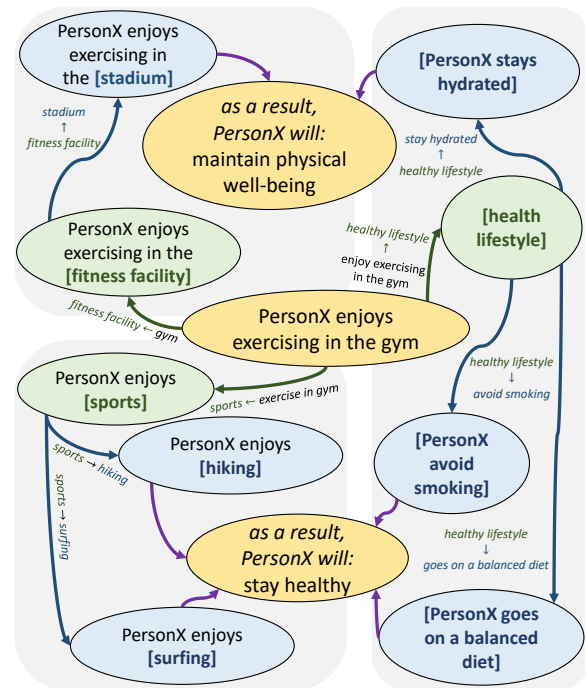 PersonX enjoys
exercising in
the [stadium]
[PersonX stays
hydrated]
as a result,
PersonX will:
maintain physical
well-being
stadium
↑
fitness facility
stay hydrated
↑
healthy lifestyle
PersonX enjoys
exercising in the
[fitness facility]
healthy lifestyle
↑
enjoy exercising
in the gym
[health
lifestyle]
fitness facility ← gym
PersonX enjoys
exercising in the gym
PersonX enjoys
[sports]
sports ← exercise in gym
healthy lifestyle
↓
avoid smoking
sports → hiking
PersonX enjoys
[hiking]
[PersonX
avoid
smoking]
sports → surfing
as a result,
PersonX will:
stay healthy
healthy lifestyle
↓
goes on a balanced diet
PersonX enjoys
[surfing]
[PersonX goes
on a balanced
diet]